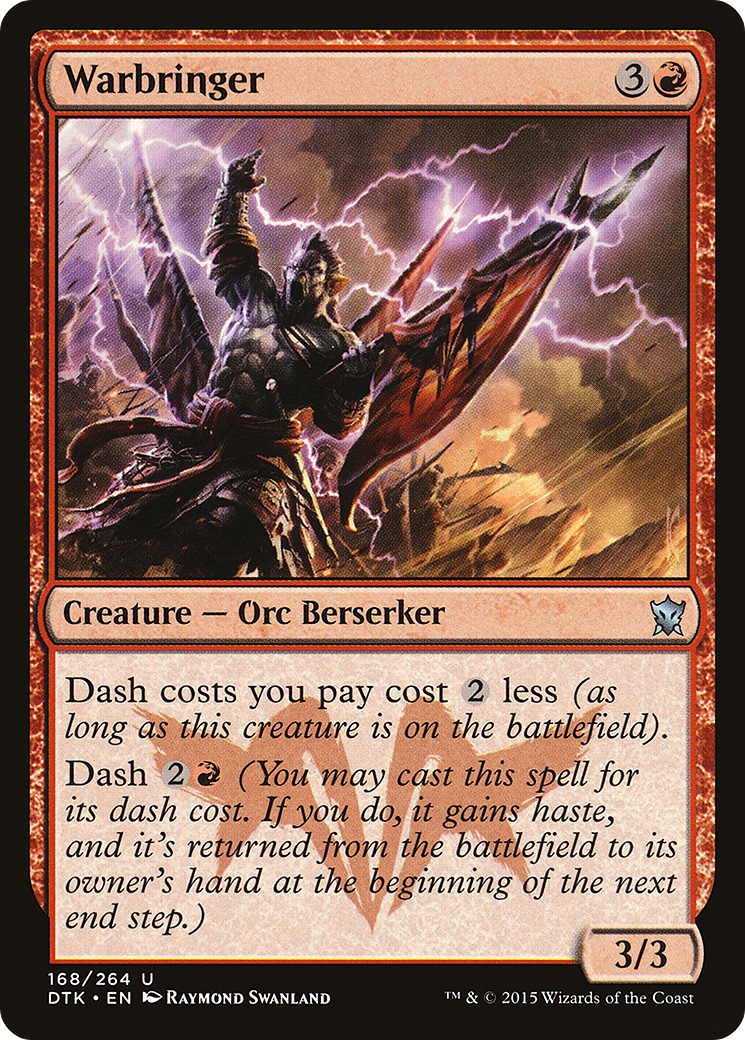 Warbringer 3
Creature — Orc Berserker
Dash costs you pay cost 2 less (as
long as this creature is on the battlefield).
Dash 2 (You may cast this spell for
its dash cost. If you do, it gains haste,
and it's returned from the battlefield to its
owner's hand at the beginning of the next
end step.)
3/3
168/264 U
DTK • EN Raymond Swanland
™ & © 2015 Wizards of the Coast